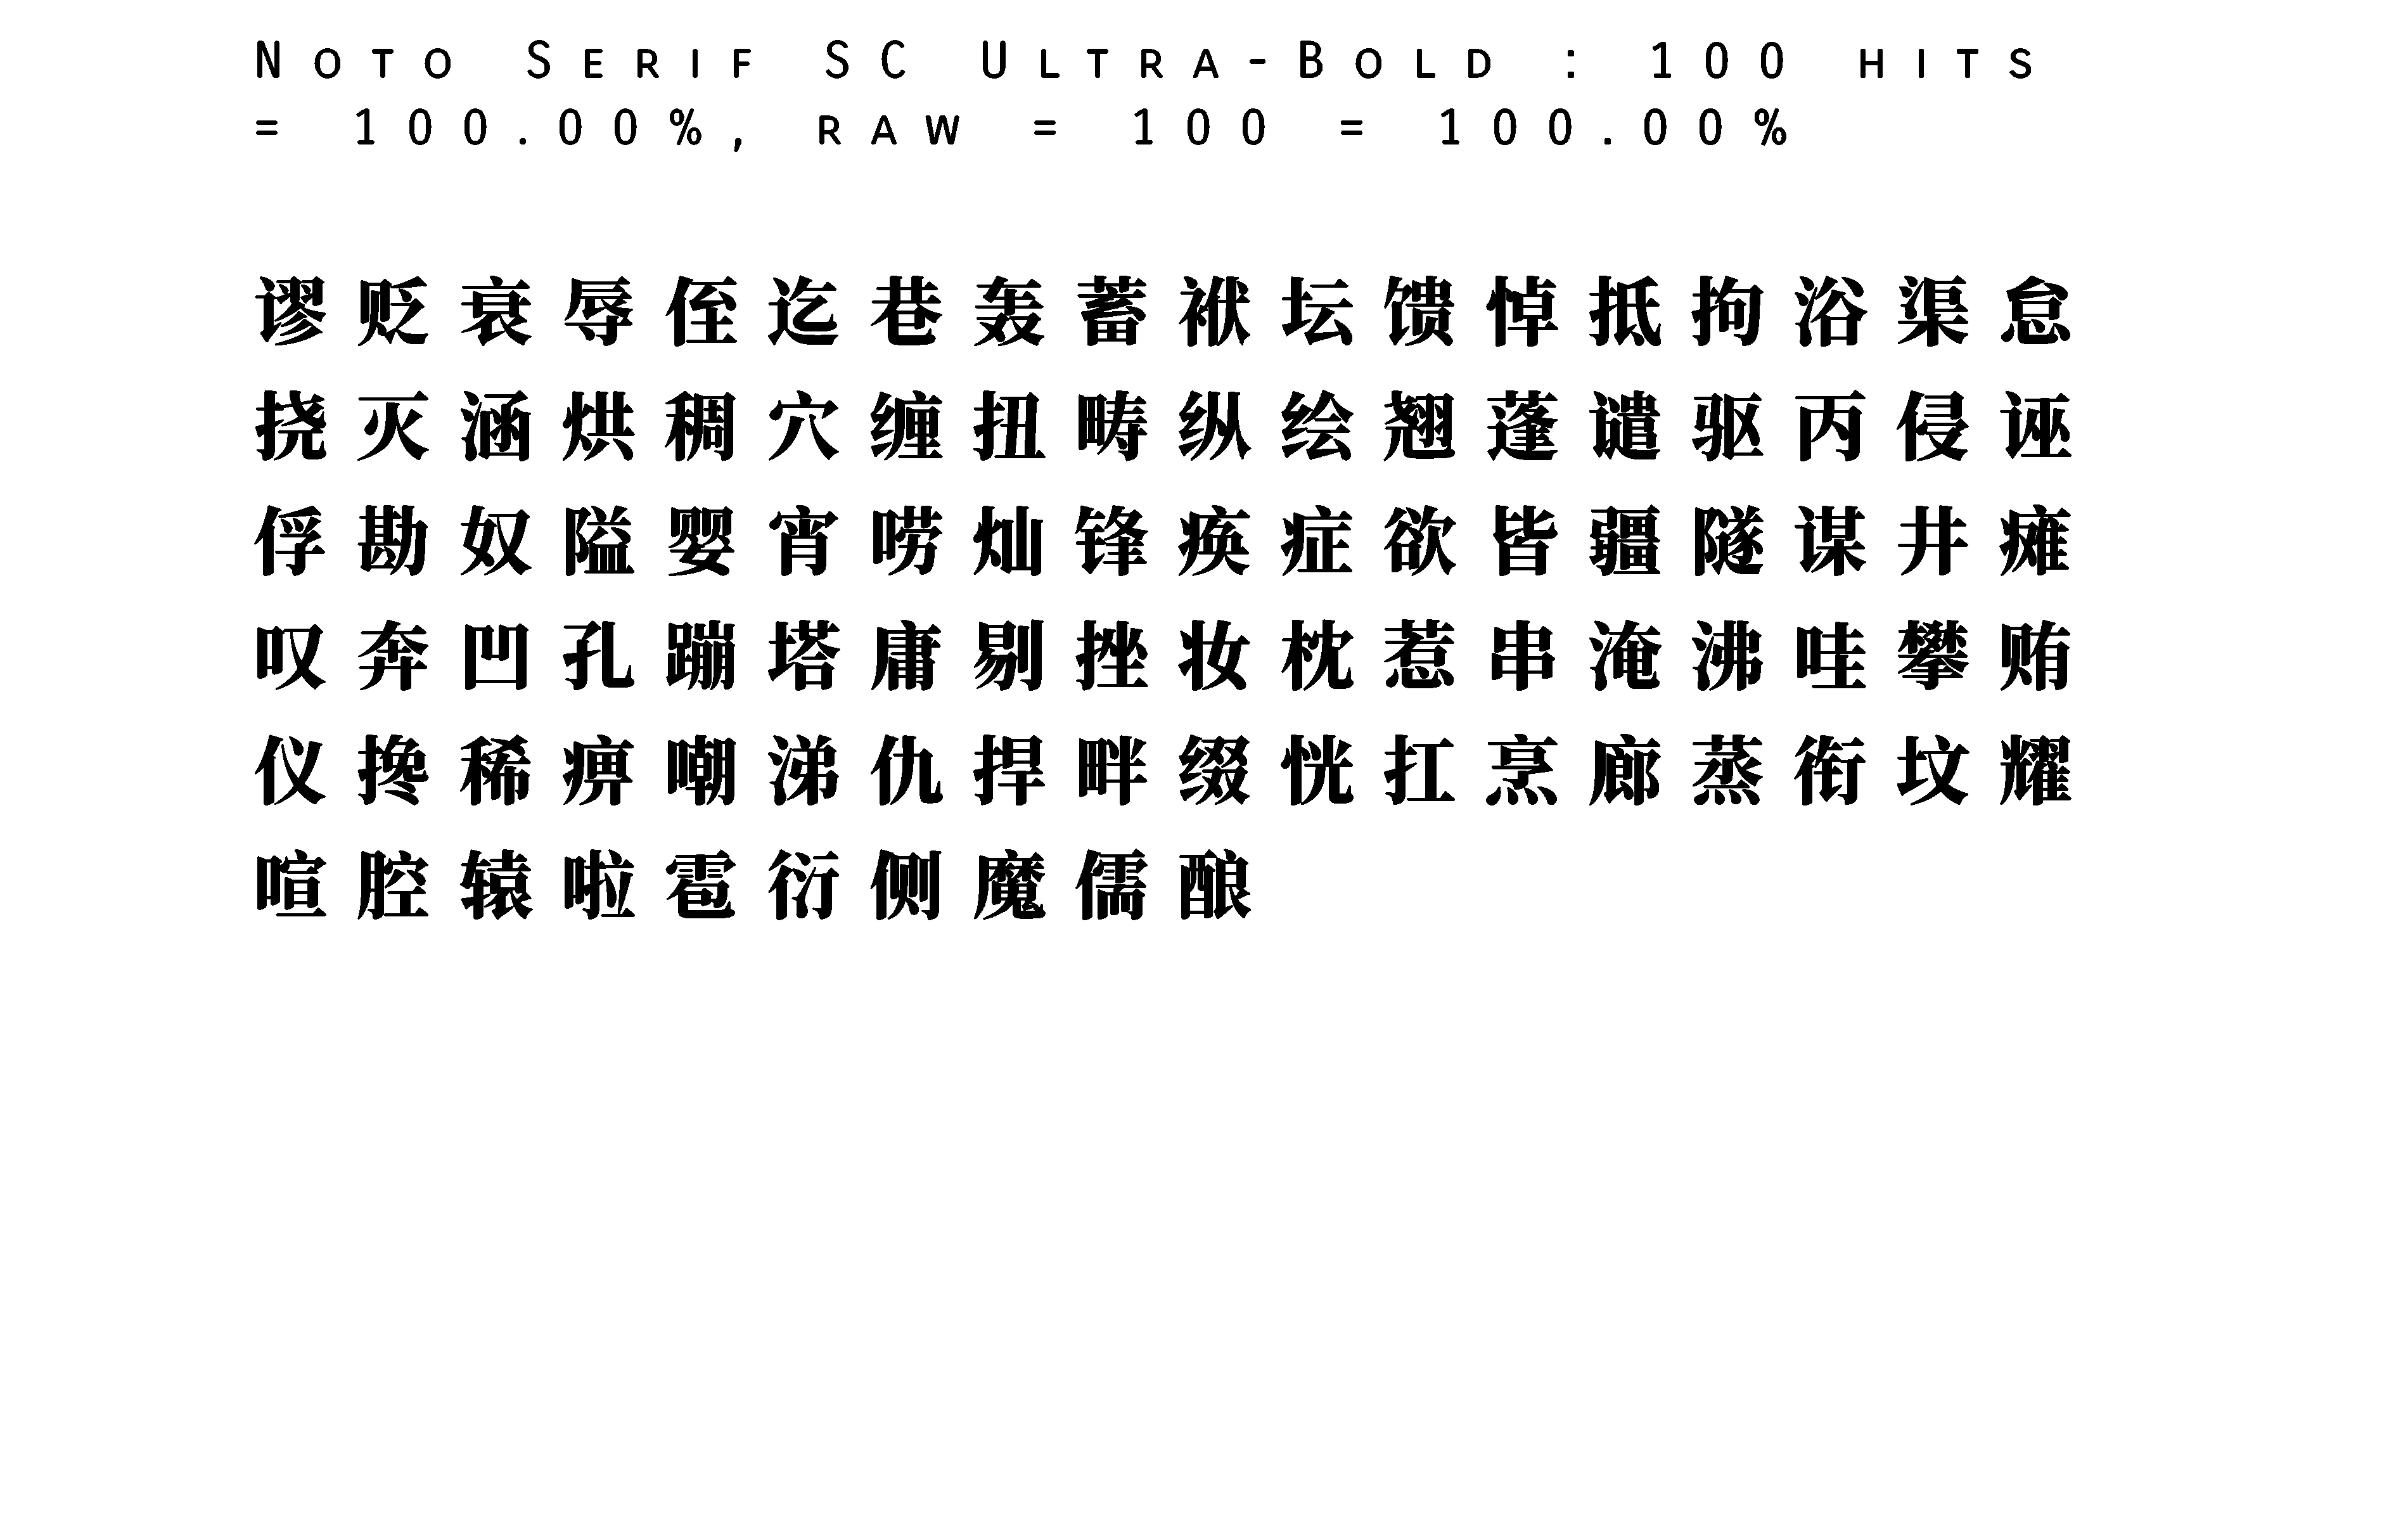 Noto Serif SC Ultra-Bold : 100 hits
= 100.00%, raw = 100 = 100.00%
谬贬衰辱侄迄巷轰蓄袱坛馈悼抵拘浴渠怠
挠灭涵烘稠穴缠扭畴纵绘翘蓬谴驱丙侵诬
俘勘奴隘婴宵唠灿锋痪症欲皆疆隧谋井瘫
叹奔凹孔蹦塔庸剔挫妆枕惹串淹沸哇攀贿
仪搀稀痹嘲涕仇捍畔缀恍扛烹廊蒸衔坟耀
喧腔辕啦雹衍侧魔儒酿